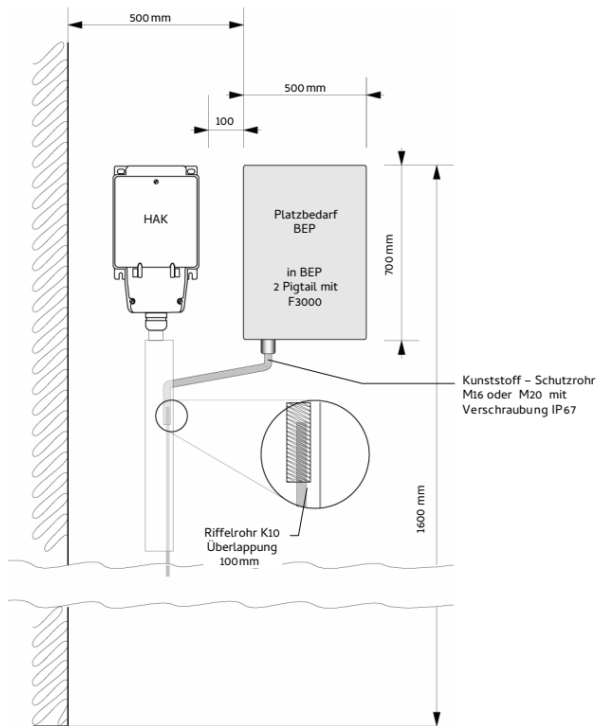 500 mm
500 mm
100
HAK
Platzbedarf
BEP
in BEP
2 Pigtail mit
F3000
700 mm
Kunststoff – Schutzrohr
M16 oder M20 mit
Verschraubung IP67
1600 mm
Riffelrohr K10
Überlappung
100mm